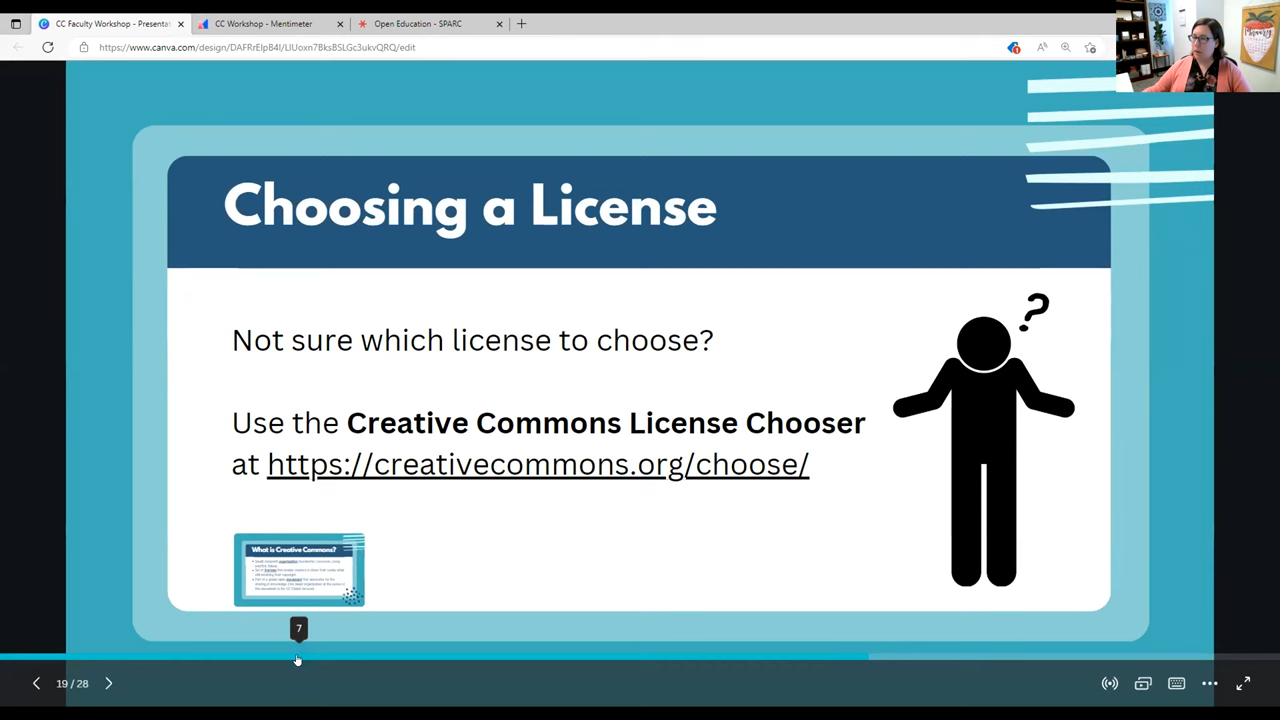 CC Faculty Workshop - Presentat
CC Workshop - Mentimeter
Open Education - SPARC
https://www.canva.com/design/DAFRrEIpB4I/LIUoxn7BksBSLGc3ukvQRQ/edit
Choosing a License
?
Not sure which license to choose?
Use the Creative Commons License Chooser
at https://creativecommons.org/choose/
What is Creative Commons?
7
19 / 28